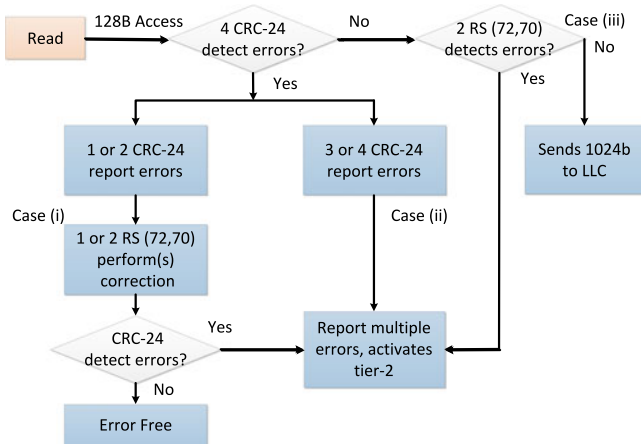 Read
128B Access
4 CRC-24
detect errors?
No
2 RS (72,70)
detects errors?
Case (iii)
No
Yes
Yes
1 or 2 CRC-24
report errors
3 or 4 CRC-24
report errors
Sends 1024b
to LLC
Case (i)
Case (ii)
1 or 2 RS (72,70)
perform(s)
correction
CRC-24
detect errors?
Yes
Report multiple
errors, activates
tier-2
No
Error Free